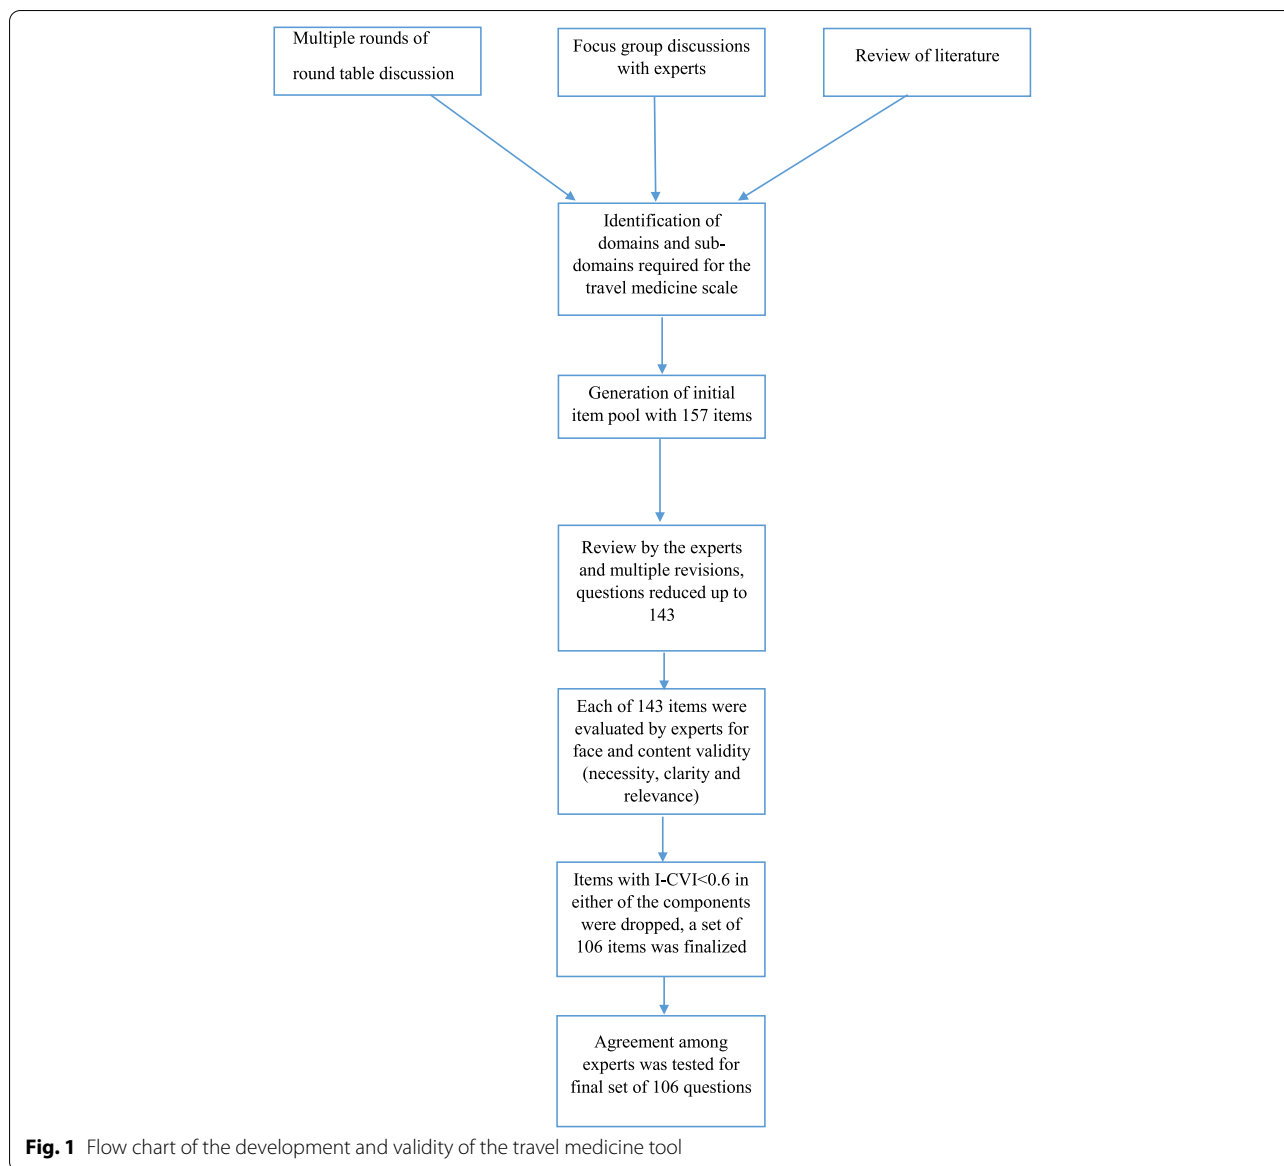 Multiple rounds of
round table discussion
Focus group discussions
with experts
Review of literature
Identification of
domains and sub-
domains required for the
travel medicine scale
Generation of initial
item pool with 157 items
Review by the experts
and multiple revisions,
questions reduced up to
143
Each of 143 items were
evaluated by experts for
face and content validity
(necessity, clarity and
relevance)
Items with I-CVI<0.6 in
either of the components
were dropped, a set of
106 items was finalized
Agreement among
experts was tested for
final set of 106 questions
Fig. 1 Flow chart of the development and validity of the travel medicine tool